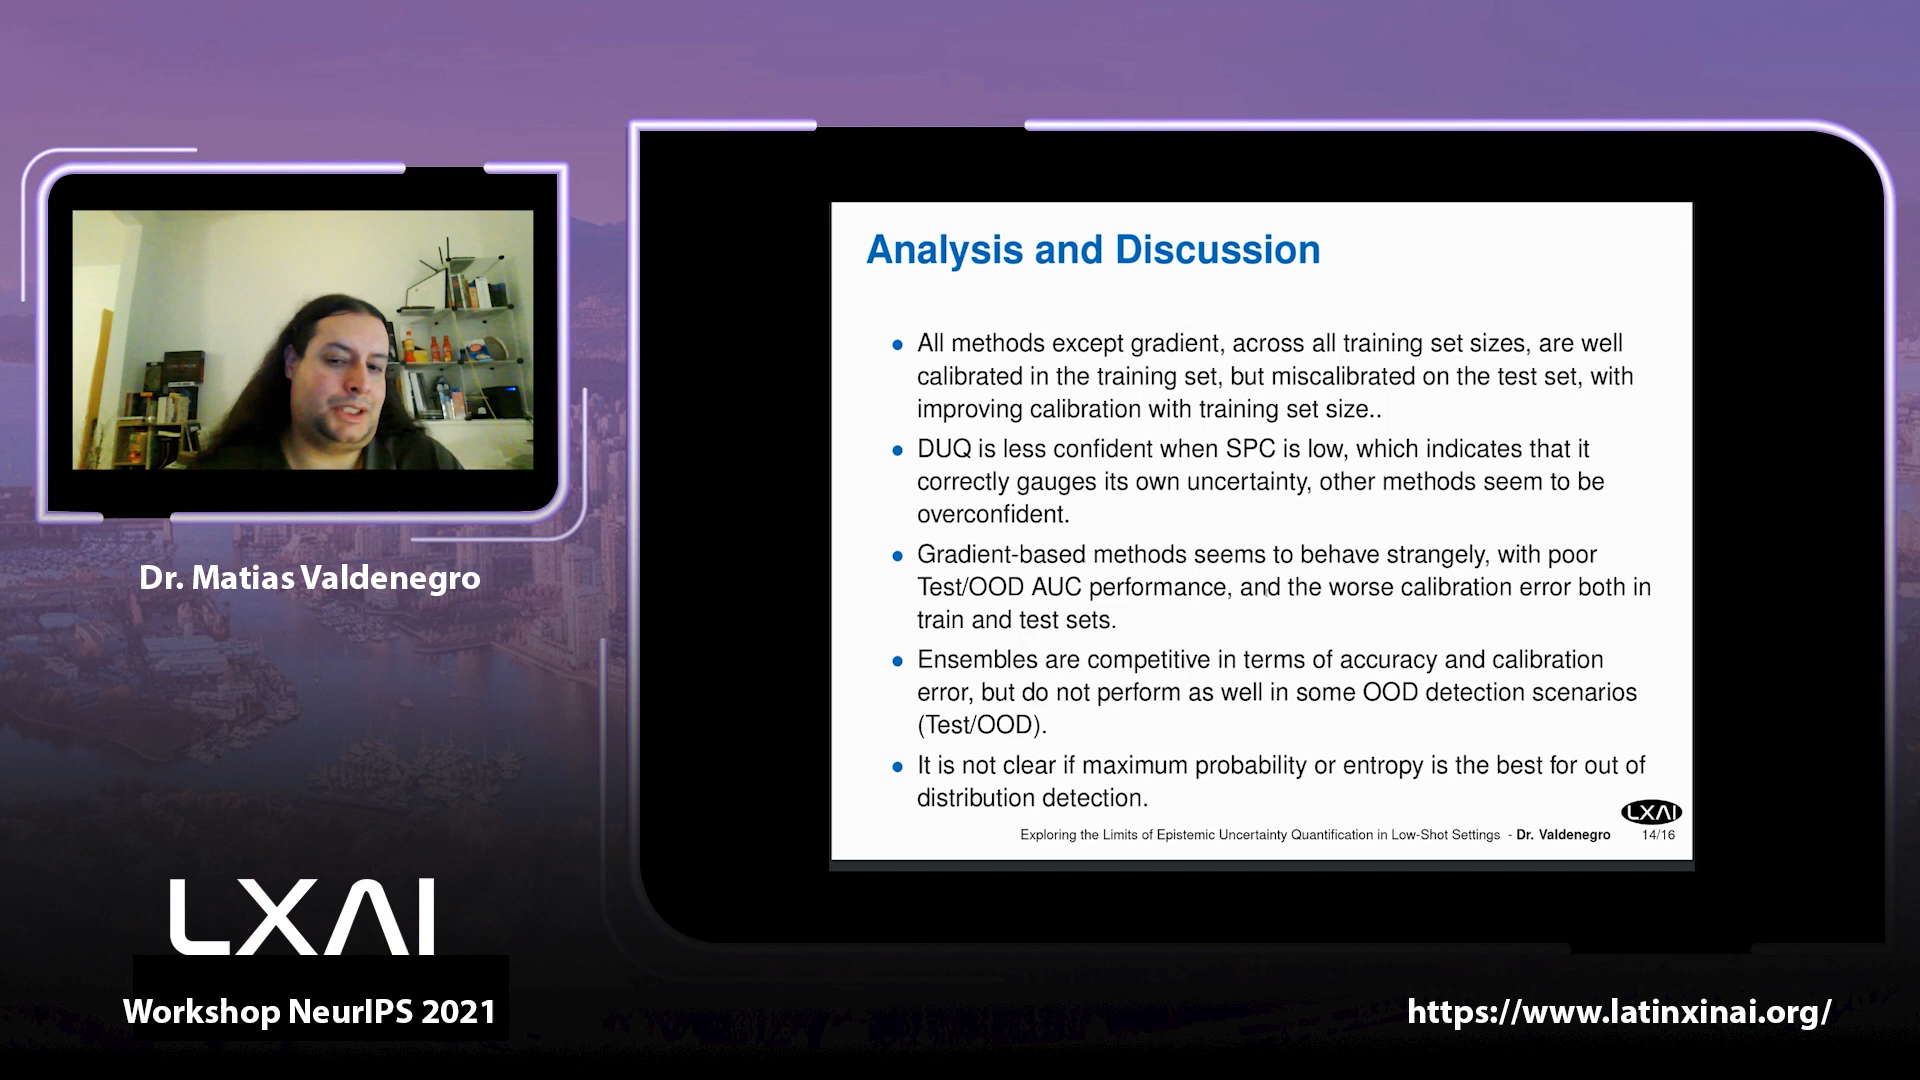 Analysis and Discussion
All methods except gradient, across all training set sizes, are well
calibrated in the training set, but miscalibrated on the test set, with
improving calibration with training set size..
DUQ is less confident when SPC is low, which indicates that it
correctly gauges its own uncertainty, other methods seem to be
overconfident.
Gradient-based methods seems to behave strangely, with poor
Test/OOD AUC performance, and the worse calibration error both in
train and test sets.
Ensembles are competitive in terms of accuracy and calibration
error, but do not perform as well in some OOD detection scenarios
(Test/OOD).
It is not clear if maximum probability or entropy is the best for out of
distribution detection.
LXAI
Exploring the Limits of Epistemic Uncertainty Quantification in Low-Shot Settings - Dr. Valdenegro
14/16
Dr. Matias Valdenegro
LXAI
Workshop NeurIPS 2021
https://www.latinxinai.org/